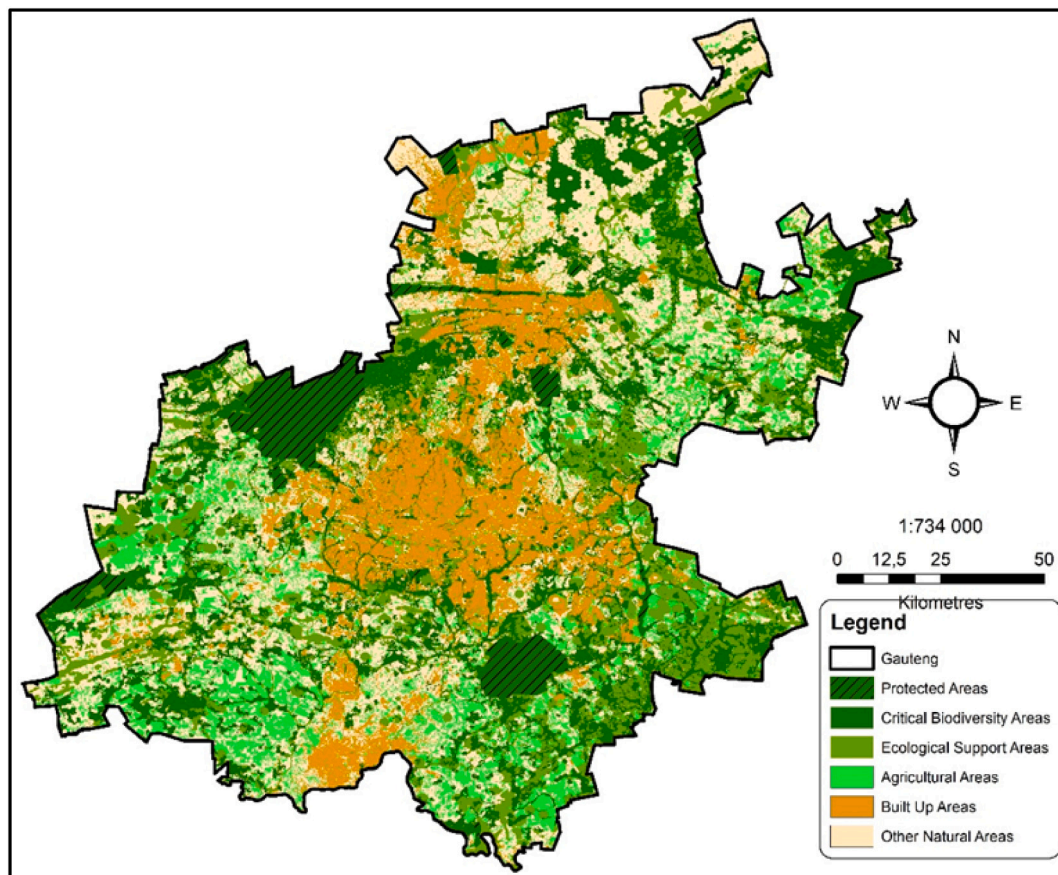 N
W E
S
1:734 000
0 12,5 25 50
Kilometres
Legend
Gauteng
Protected Areas
Critical Biodiversity Areas
Ecological Support Areas
Agricultural Areas
Built Up Areas
Other Natural Areas